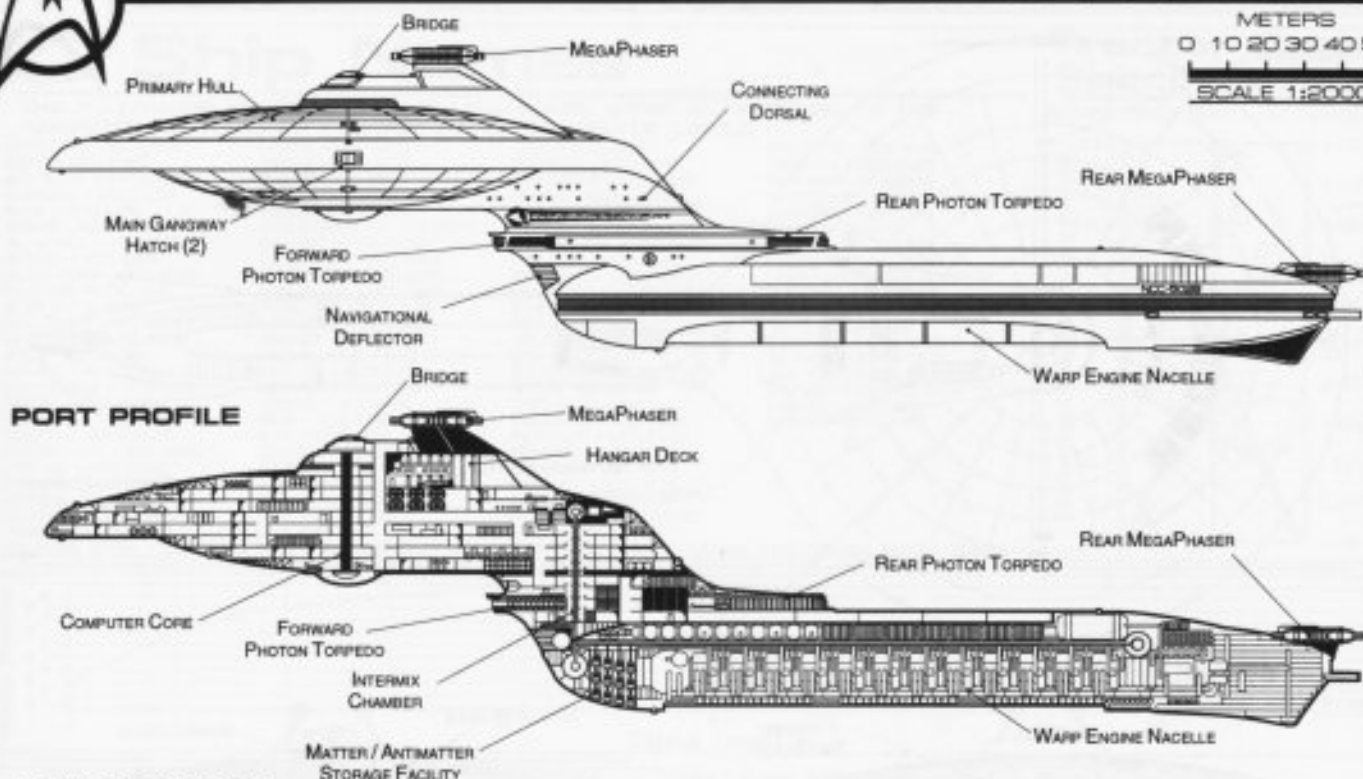 BRIDGE
MEGAPHASER
METERS
0 10 20 30 40
SCALE 1:2000
PRIMARY HULL
CONNECTING
DORSAL
REAR MEGAPHASER
REAR PHOTON TORPEDO
MAIN GANGWAY
HATCH (2)
FORWARD
PHOTON TORPEDO
NAVIGATIONAL
DEFLECTOR
WARP ENGINE NACELLE
BRIDGE
PORT PROFILE
MEGAPHASER
HANGAR DECK
REAR MEGAPHASER
REAR PHOTON TORPEDO
COMPUTER CORE
FORWARD
PHOTON TORPEDO
INTERMIX
CHAMBER
WARP ENGINE NACELLE
MATTER / ANTIMATTER
STORAGE FACILITY